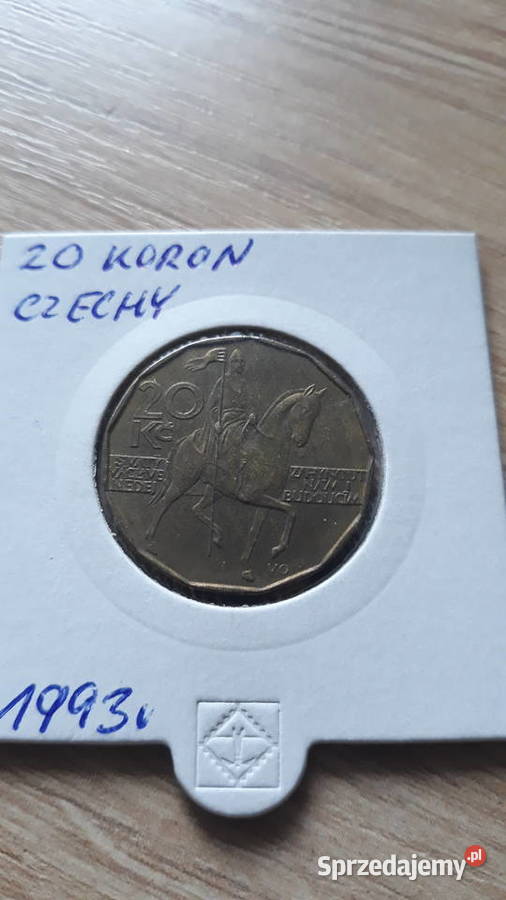 20 KORON
CZECHY
20
Kč
SVATÝ
VÁCLAVE
NEDEJ
ZAHYNOUT
NÁM I
BUDOUCÍM
VO
1993r
Sprzedajemy.pl